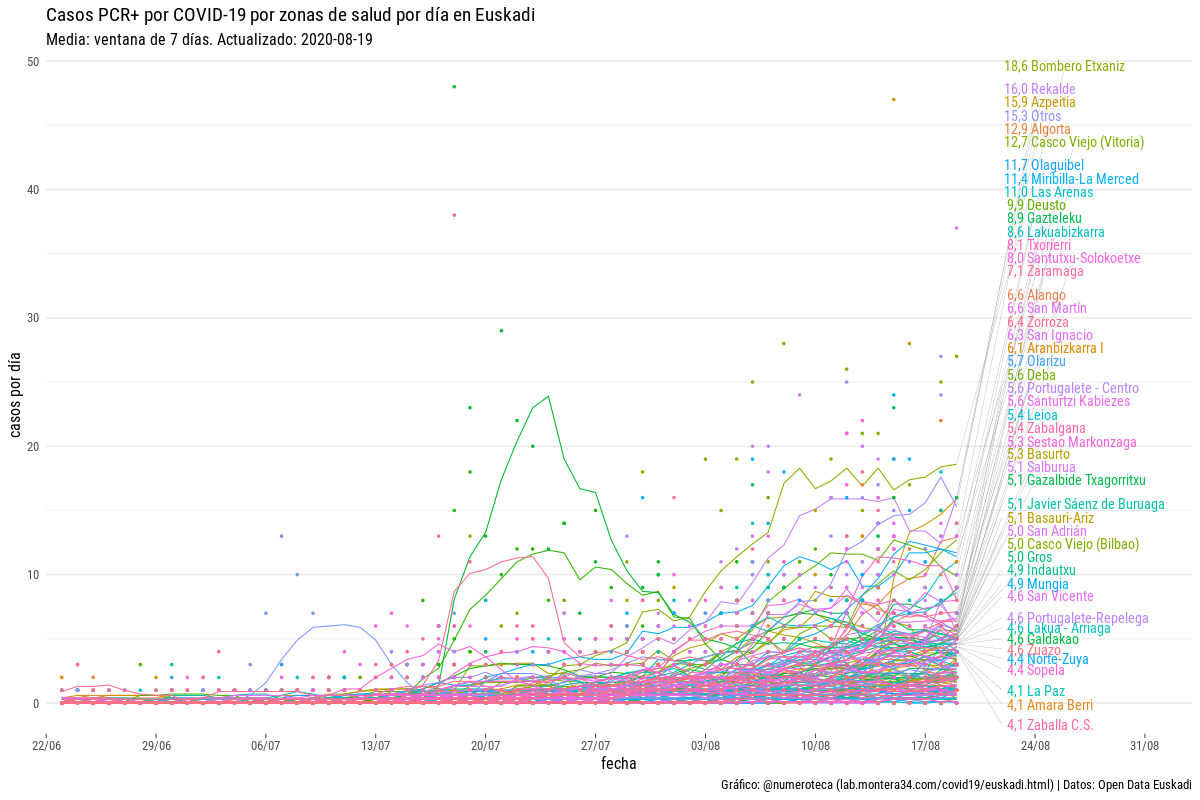 Casos PCR+ por COVID-19 por zonas de salud por día en Euskadi
Media: ventana de 7 días. Actualizado: 2020-08-19
50
40
30
20
10
0
casos por día
18,6 Bombero Etxaniz
16,0 Rekalde
15,9 Azpeitia
15,3 Otros
12,9 Algorta
12,7 Casco Viejo (Vitoria)
11,7 Olaguibel
11,4 Miribilla-La Merced
11,0 Las Arenas
9,9 Deusto
8,9 Gazteleku
8,6 Lakuabizkarra
8,1 Txorierri
8,0 Santutxu-Solokoetxe
7,1 Zaramaga
6,6 Alango
6,6 San Martín
6,4 Zorroza
6,3 San Ignacio
6,1 Aranbizkarra I
5,7 Olarizu
5,6 Deba
5,6 Portugalete - Centro
5,6 Santurtzi Kabiezes
5,4 Leioa
5,4 Zabalgana
5,3 Sestao Markonzaga
5,3 Basurto
5,1 Salburua
5,1 Gazalbide Txagorritxu
5,1 Javier Sáenz de Buruaga
5,1 Basauri-Ariz
5,0 San Adrián
5,0 Casco Viejo (Bilbao)
5,0 Gros
4,9 Indautxu
4,9 Mungia
4,6 San Vicente
4,6 Portugalete-Repelega
4,6 Lakua - Arriaga
4,6 Galdakao
4,6 Zuazo
4,4 Norte-Zuya
4,4 Sopela
4,1 La Paz
4,1 Amara Berri
4,1 Zaballa C.S.
22/06
29/06
06/07
13/07
20/07
27/07
03/08
10/08
17/08
24/08
31/08
fecha
Gráfico: @numeroteca (lab.montera34.com/covid19/euskadi.html) | Datos: Open Data Euskadi